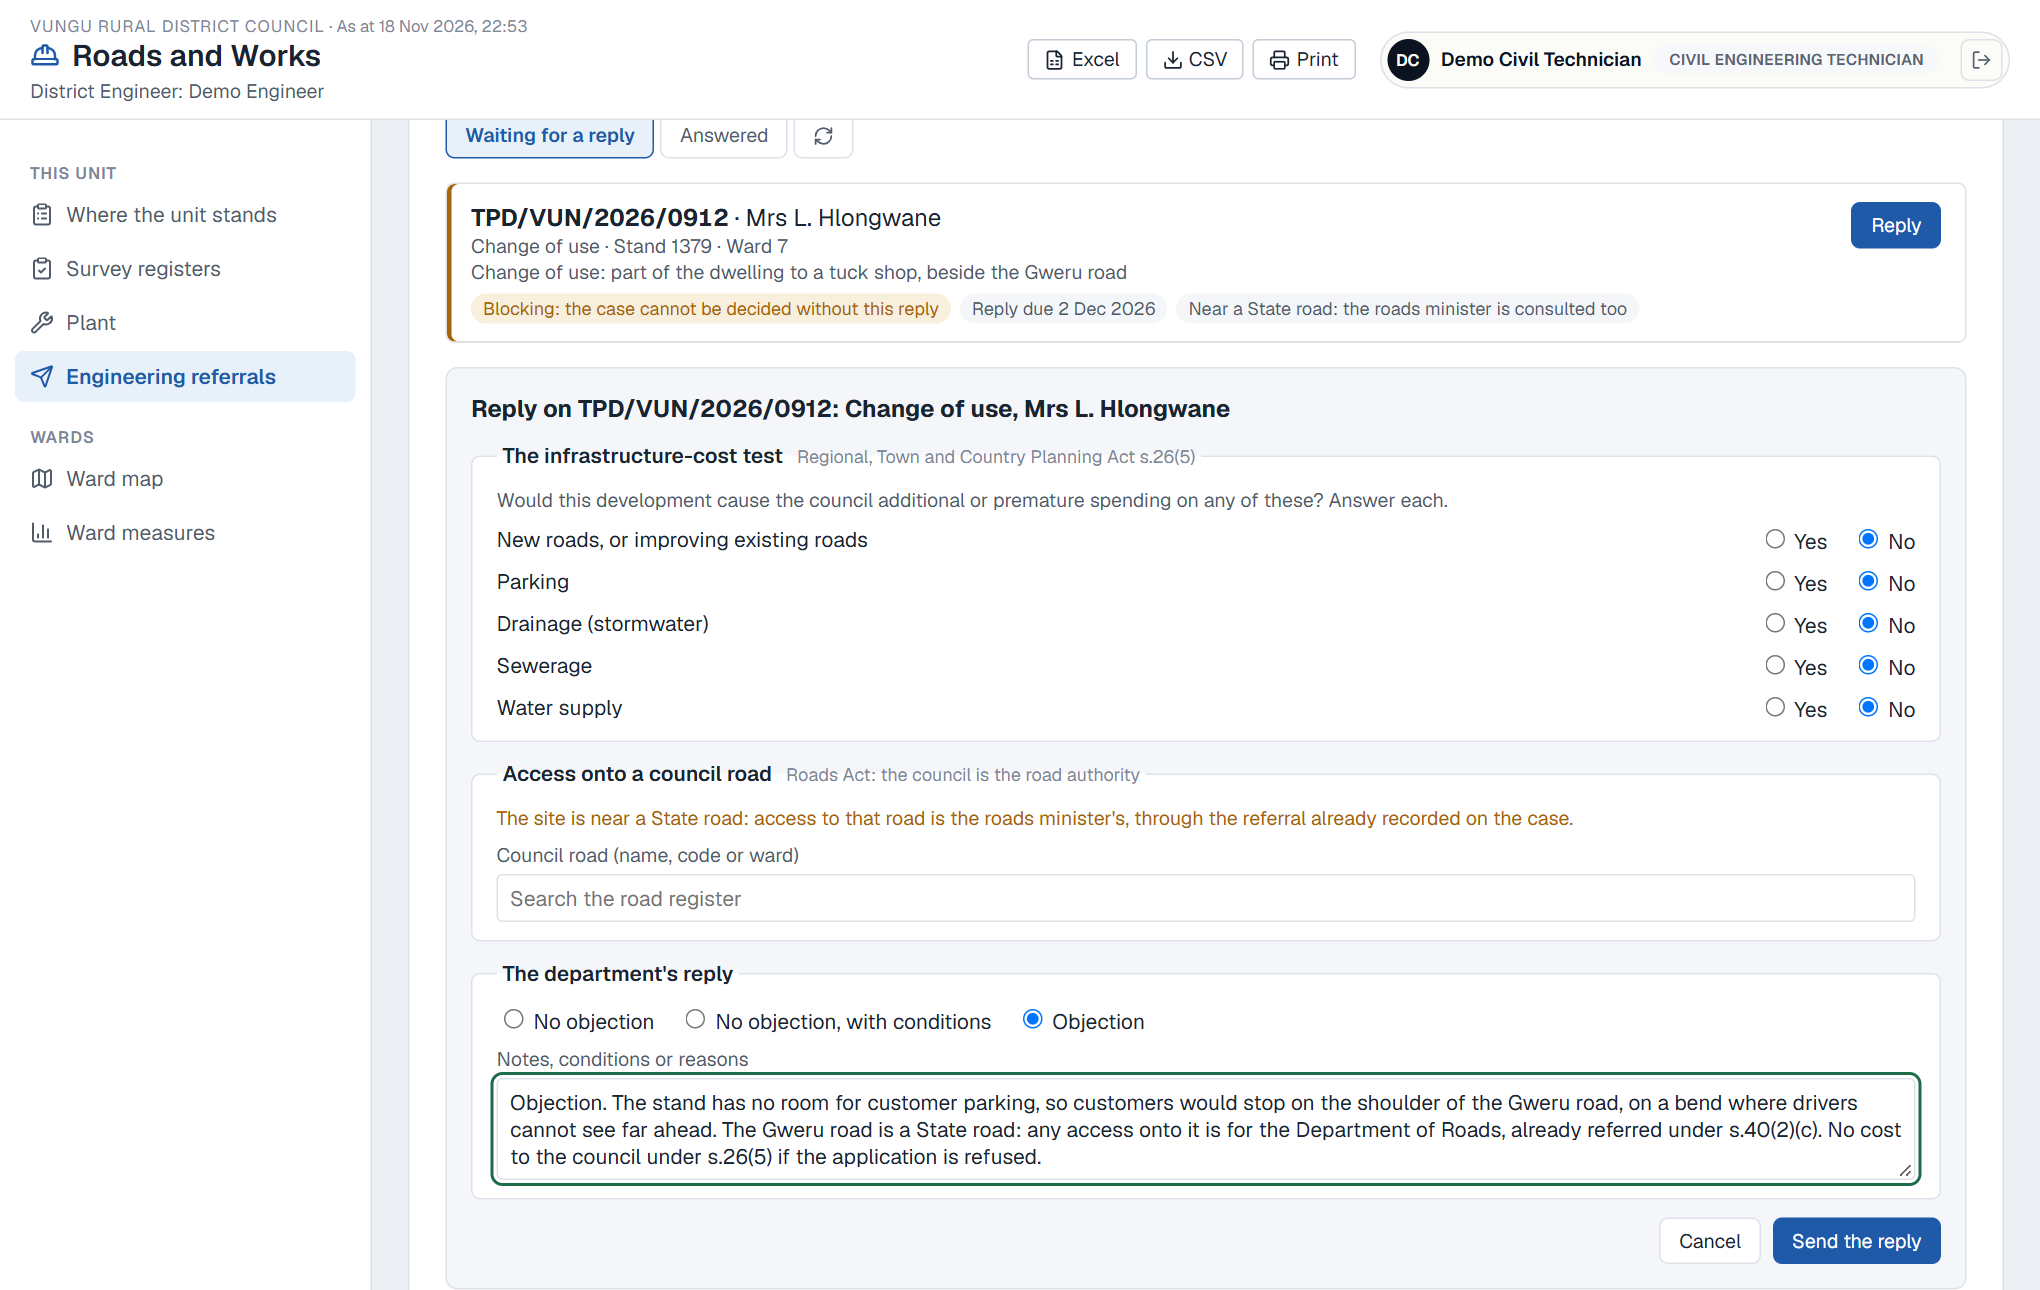 VUNGU RURAL DISTRICT COUNCIL · As at 18 Nov 2026, 22:53
Roads and Works
District Engineer: Demo Engineer
Excel
CSV
Print
DC
Demo Civil Technician
CIVIL ENGINEERING TECHNICIAN
THIS UNIT
Where the unit stands
Survey registers
Plant
Engineering referrals
WARDS
Ward map
Ward measures
Waiting for a reply
Answered
TPD/VUN/2026/0912 · Mrs L. Hlongwane
Reply
Change of use · Stand 1379 · Ward 7
Change of use: part of the dwelling to a tuck shop, beside the Gweru road
Blocking: the case cannot be decided without this reply
Reply due 2 Dec 2026
Near a State road: the roads minister is consulted too
Reply on TPD/VUN/2026/0912: Change of use, Mrs L. Hlongwane
The infrastructure-cost test Regional, Town and Country Planning Act s.26(5)
Would this development cause the council additional or premature spending on any of these? Answer each.
New roads, or improving existing roads Yes No
Parking Yes No
Drainage (stormwater) Yes No
Sewerage Yes No
Water supply Yes No
Access onto a council road Roads Act: the council is the road authority
The site is near a State road: access to that road is the roads minister's, through the referral already recorded on the case.
Council road (name, code or ward)
Search the road register
The department's reply
No objection No objection, with conditions Objection
Notes, conditions or reasons
Objection. The stand has no room for customer parking, so customers would stop on the shoulder of the Gweru road, on a bend where drivers
cannot see far ahead. The Gweru road is a State road: any access onto it is for the Department of Roads, already referred under s.40(2)(c). No cost
to the council under s.26(5) if the application is refused.
Cancel
Send the reply